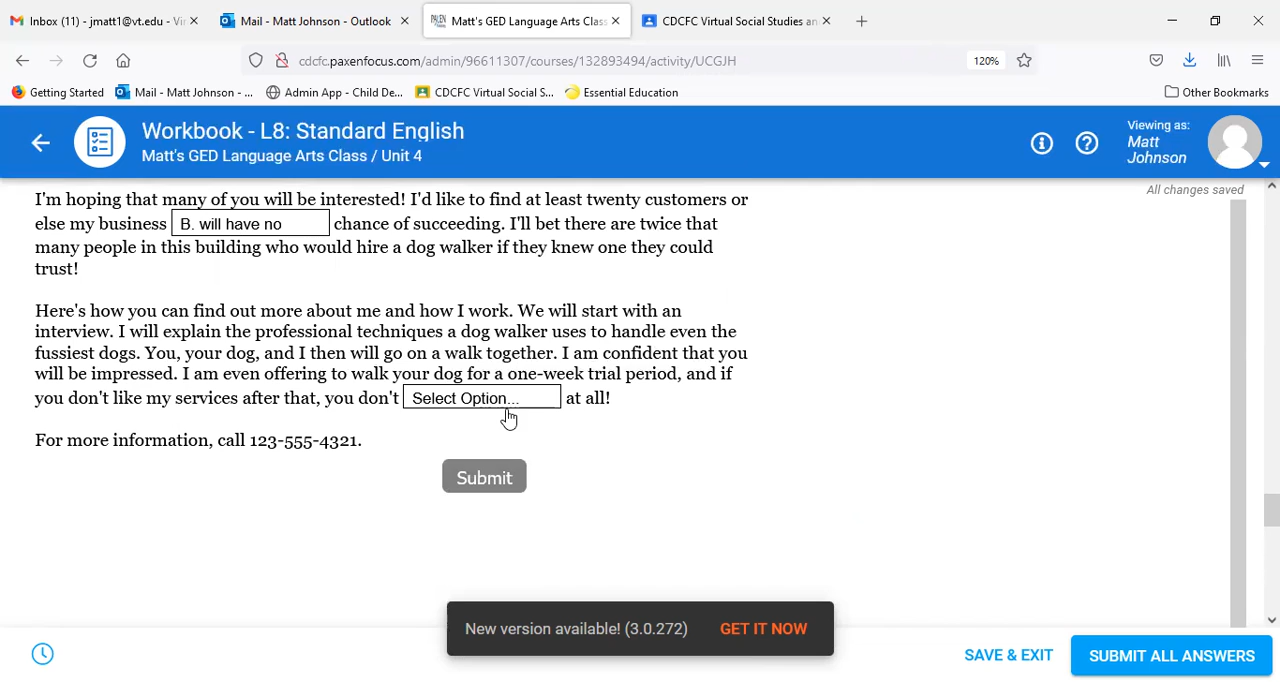 Inbox (11) - jmatt1@vt.edu - Vir
Mail - Matt Johnson - Outlook
PAXEN
Matt's GED Language Arts Class
CDCFC Virtual Social Studies an
cdcfc.paxenfocus.com/admin/96611307/courses/132893494/activity/UCGJH
120%
Getting Started
Mail - Matt Johnson - ...
Admin App - Child De...
CDCFC Virtual Social S...
Essential Education
Other Bookmarks
Workbook - L8: Standard English
Matt's GED Language Arts Class / Unit 4
Viewing as:
Matt
Johnson
All changes saved
I'm hoping that many of you will be interested! I'd like to find at least twenty customers or
else my business B. will have no chance of succeeding. I'll bet there are twice that
many people in this building who would hire a dog walker if they knew one they could
trust!
Here's how you can find out more about me and how I work. We will start with an
interview. I will explain the professional techniques a dog walker uses to handle even the
fussiest dogs. You, your dog, and I then will go on a walk together. I am confident that you
will be impressed. I am even offering to walk your dog for a one-week trial period, and if
you don't like my services after that, you don't Select Option... at all!
For more information, call 123-555-4321.
Submit
New version available! (3.0.272)
GET IT NOW
SAVE & EXIT
SUBMIT ALL ANSWERS